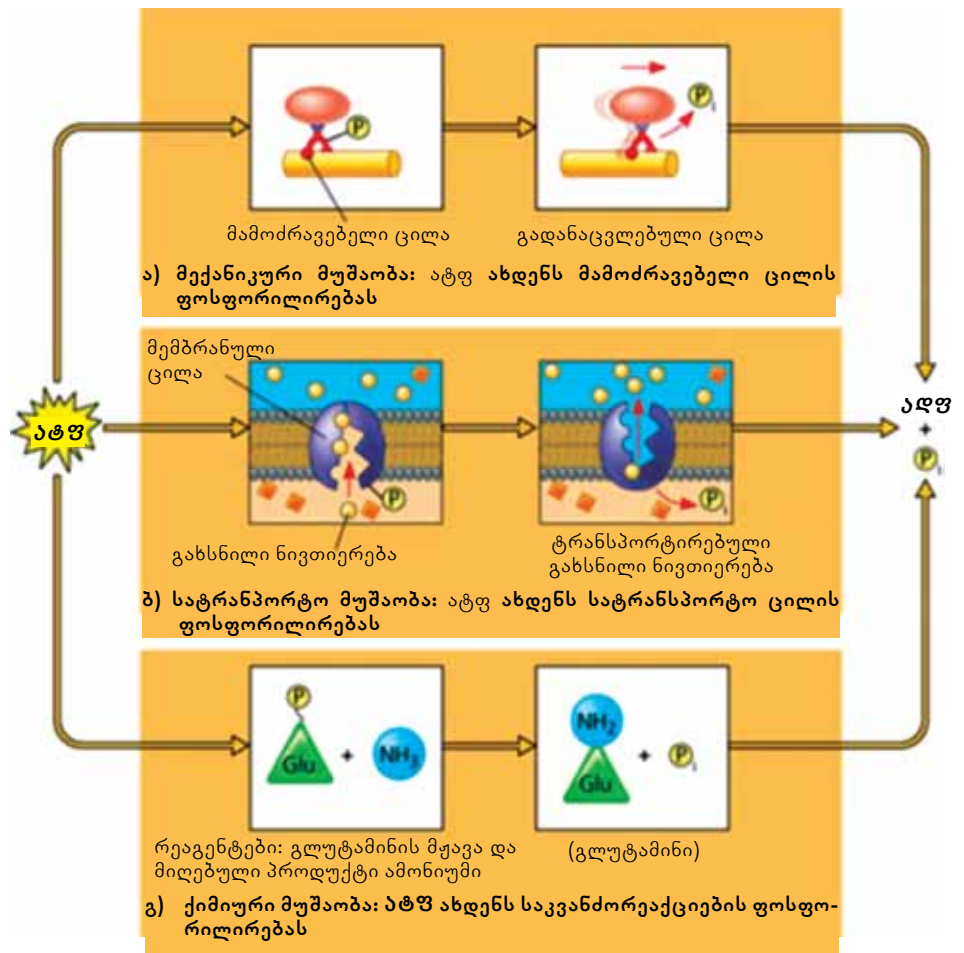 P
P i
მამოძრავებელი ცილა
გადანაცვლებული ცილა
ა) მექანიკური მუშაობა: ატფ ახდენს მამოძრავებელი ცილის
ფოსფორილირებას
მემბრანული
ცილა
ატფ
P
P i
ადფ
+
P i
გახსნილი ნივთიერება
ტრანსპორტირებული
გახსნილი ნივთიერება
ბ) სატრანპორტო მუშაობა: ატფ ახდენს სატრანსპორტო ცილის
ფოსფორილირებას
P
Glu + NH3
NH2
Glu + P i
რეაგენტები: გლუტამინის მჟავა და
მიღებული პროდუქტი ამონიუმი
(გლუტამინი)
გ) ქიმიური მუშაობა: ატფ ახდენს საკვანძორეაქციების ფოსფო-
რილირებას